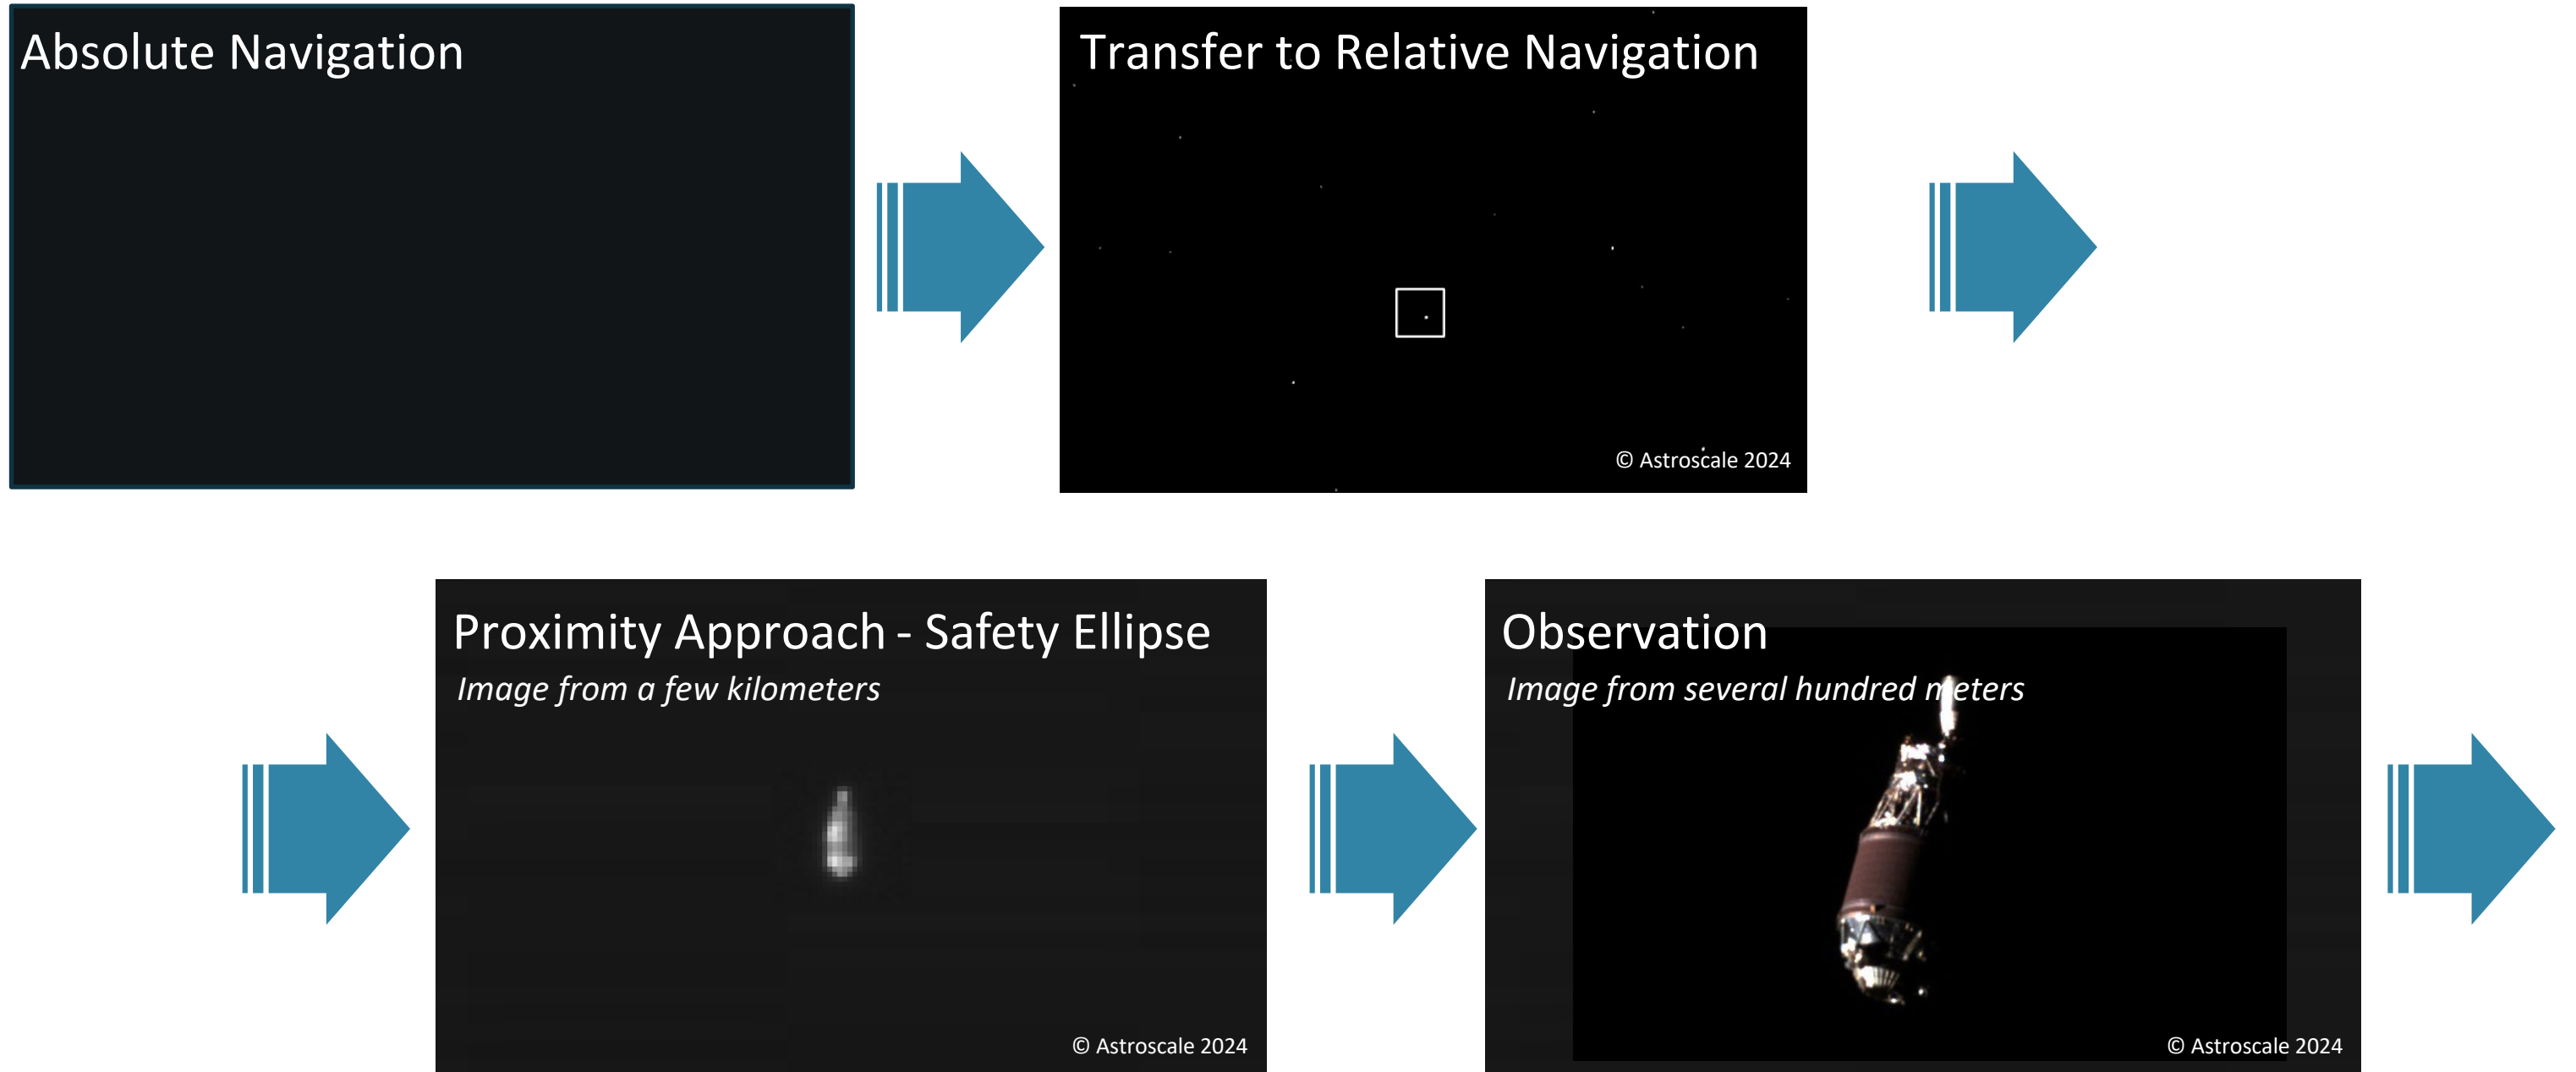 Absolute Navigation
Transfer to Relative Navigation
© Astroscale 2024
Proximity Approach - Safety Ellipse
Image from a few kilometers
© Astroscale 2024
Observation
Image from several hundred meters
© Astroscale 2024